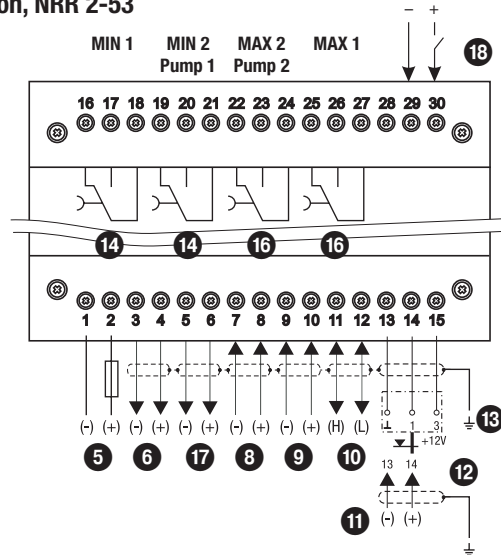 on, NRR 2-53
− +
MIN 1 MIN 2 MAX 2 MAX 1
Pump 1 Pump 2
18
16 17 18 19 20 21 22 23 24 25 26 27 28 29 30
14 14 16 16
1 2 3 4 5 6 7 8 9 10 11 12 13 14 15
1 3
+12V
13
(-) (+) (-) (+) (-) (+) (-) (+) (-) (+) (H) (L)
5 6 17 8 9 10
13 14
12
11 (-) (+)